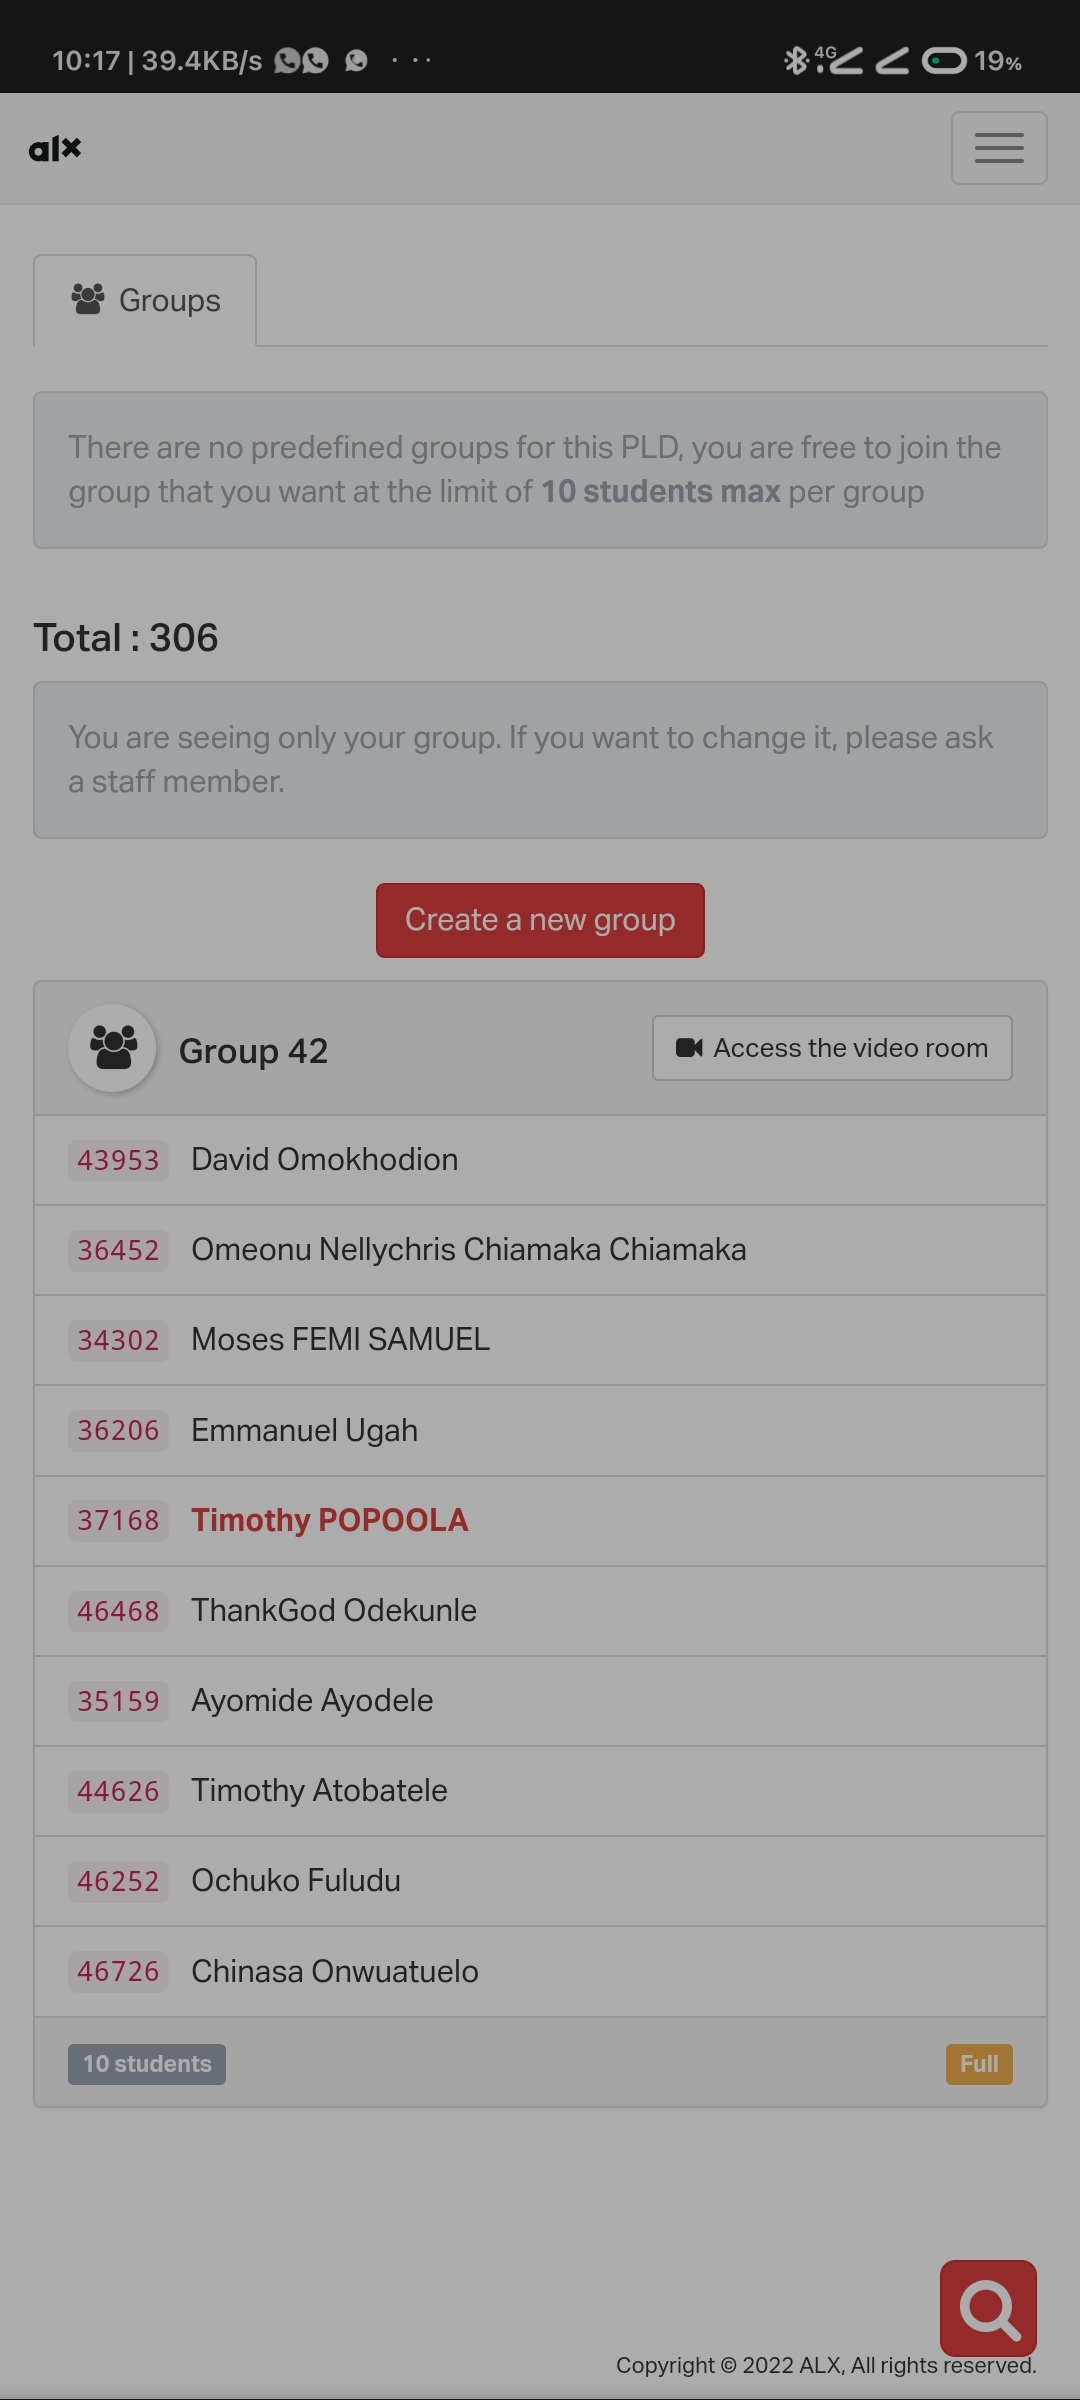 10:17 | 39.4KB/s
4G
19%
alx
Groups
There are no predefined groups for this PLD, you are free to join the
group that you want at the limit of 10 students max per group
Total : 306
You are seeing only your group. If you want to change it, please ask
a staff member.
Create a new group
Group 42
Access the video room
43953 David Omokhodion
36452 Omeonu Nellychris Chiamaka Chiamaka
34302 Moses FEMI SAMUEL
36206 Emmanuel Ugah
37168 Timothy POPOOLA
46468 ThankGod Odekunle
35159 Ayomide Ayodele
44626 Timothy Atobatele
46252 Ochuko Fuludu
46726 Chinasa Onwuatuelo
10 students
Full
Copyright © 2022 ALX, All rights reserved.